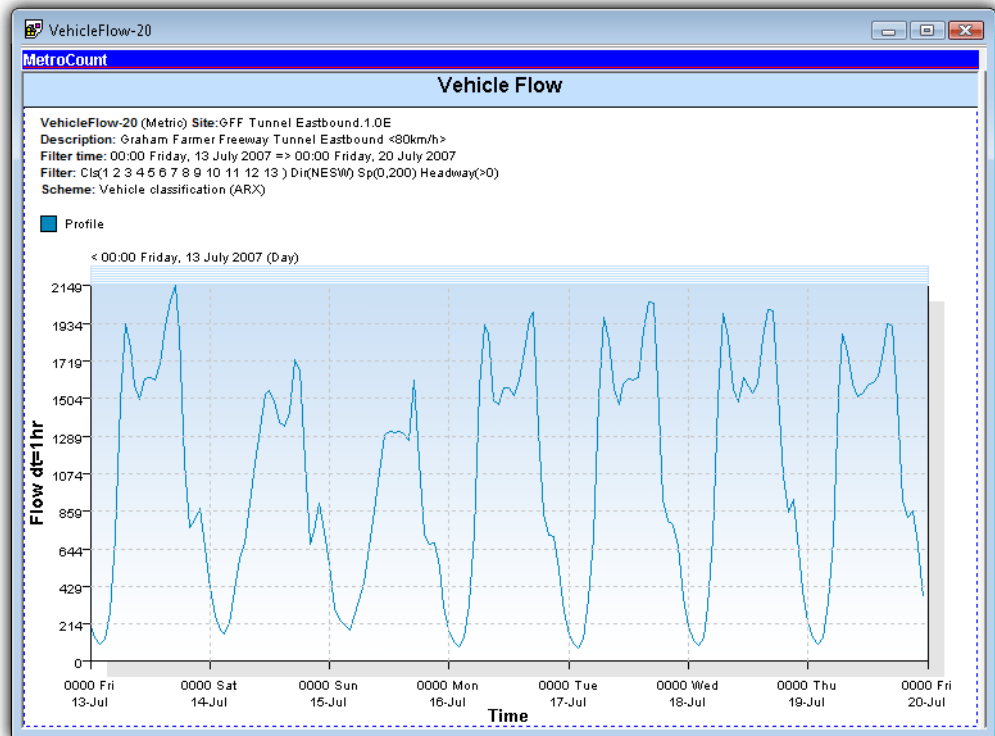 VehicleFlow-20
MetroCount
Vehicle Flow
VehicleFlow-20 (Metric) Site:GFF Tunnel Eastbound.1.0E
Description: Graham Farmer Freeway Tunnel Eastbound <80km/h>
Filter time: 00:00 Friday, 13 July 2007 => 00:00 Friday, 20 July 2007
Filter: Cls(1 2 3 4 5 6 7 8 9 10 11 12 13 ) Dir(NESW) Sp(0,200) Headway(>0)
Scheme: Vehicle classification (ARX)
Profile
< 00:00 Friday, 13 July 2007 (Day)
2149
1934
1719
1504
1289
1074
859
644
429
214
0
Flow dt=1hr
0000 Fri 0000 Sat 0000 Sun 0000 Mon 0000 Tue 0000 Wed 0000 Thu 0000 Fri
13-Jul 14-Jul 15-Jul 16-Jul 17-Jul 18-Jul 19-Jul 20-Jul
Time